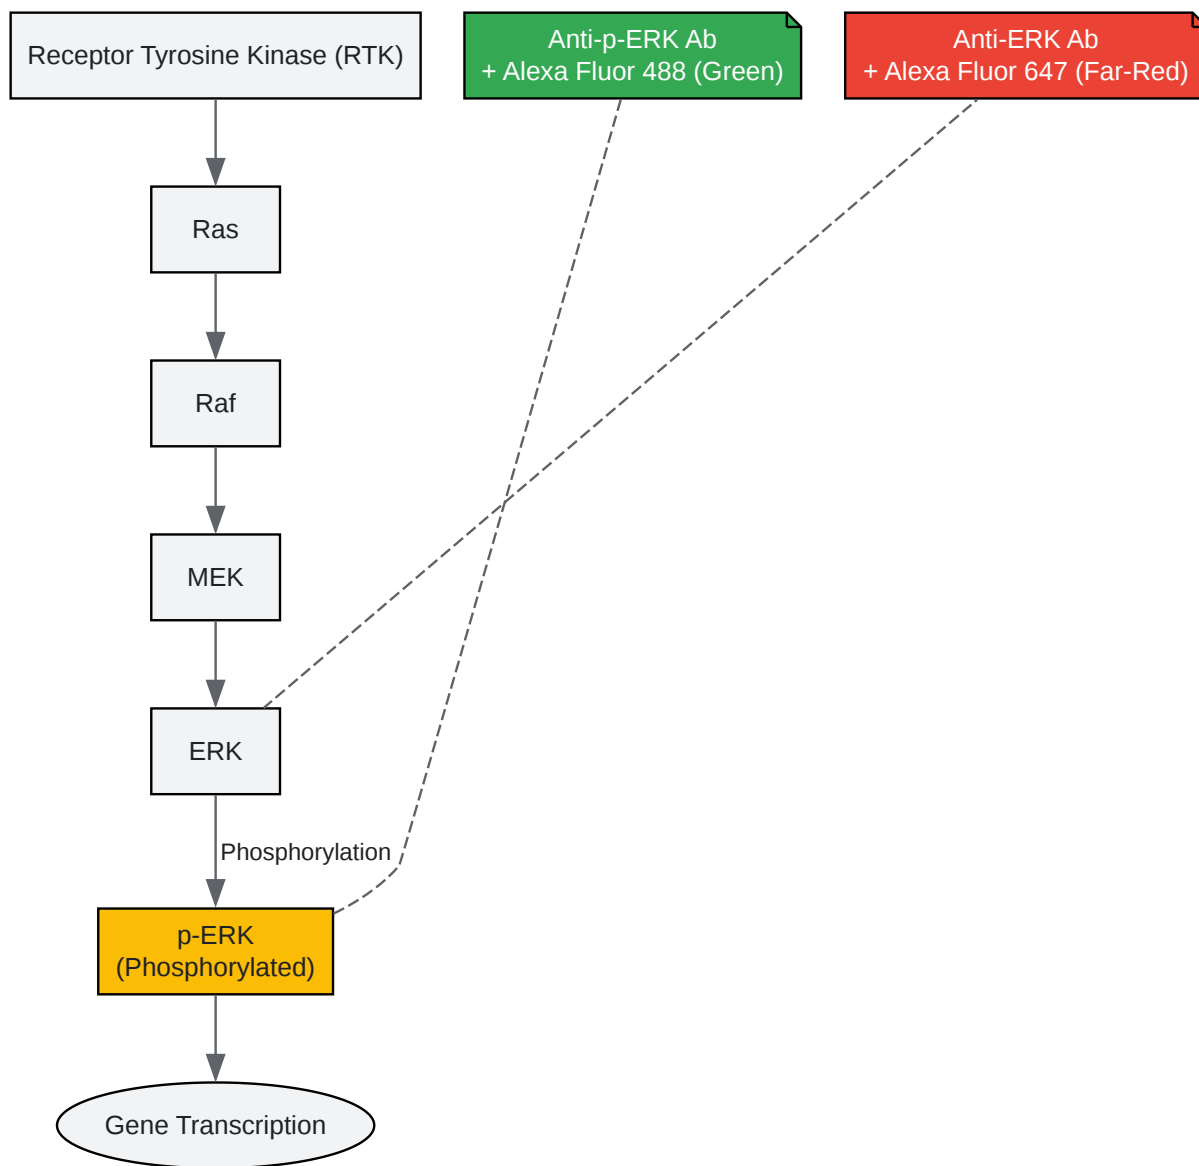 Receptor Tyrosine Kinase (RTK)
Anti-p-ERK Ab
+ Alexa Fluor 488 (Green)
Anti-ERK Ab
+ Alexa Fluor 647 (Far-Red)
Ras
Raf
MEK
ERK
Phosphorylation
p-ERK
(Phosphorylated)
Gene Transcription